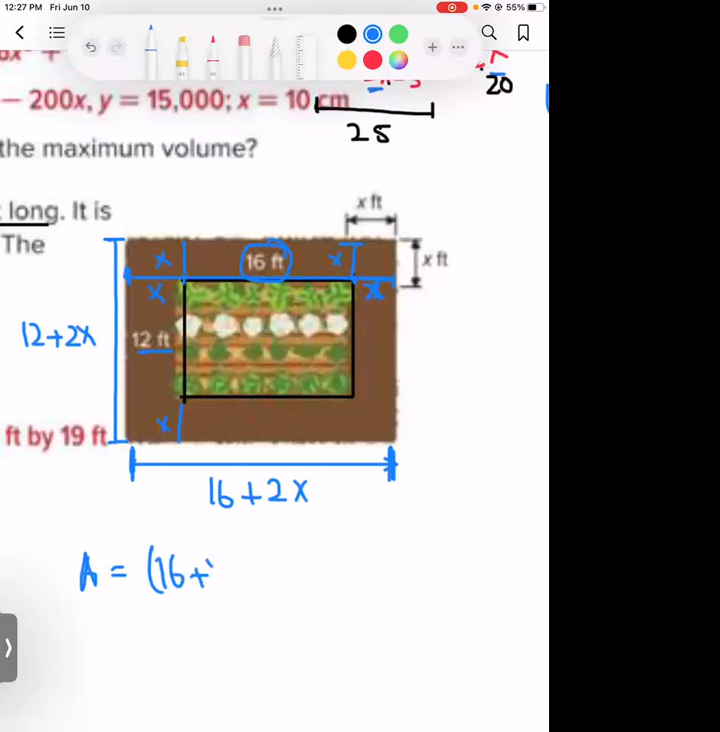 12:27 PM Fri Jun 10
55%
20
– 200x, y = 15,000; x = 10 cm
25
the maximum volume?
long. It is
x ft
The
x 16 ft x
x ft
x x
12+2x
12 ft
x
ft by 19 ft
16+2x
A = (16+